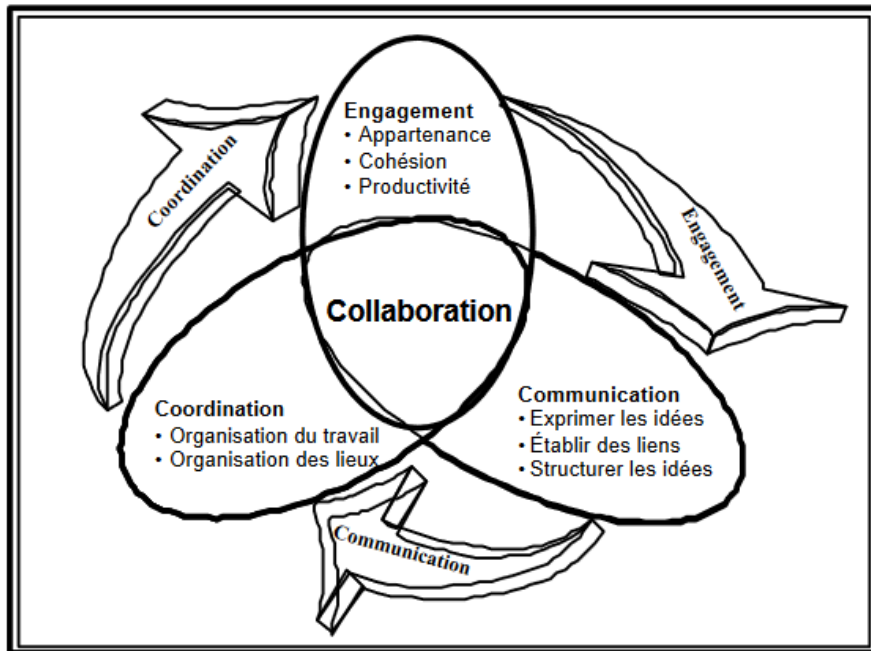 Engagement
• Appartenance
• Cohésion
• Productivité
Coordination
Engagement
Collaboration
Coordination
• Organisation du travail
• Organisation des lieux
Communication
• Exprimer les idées
• Établir des liens
• Structurer les idées
Communication